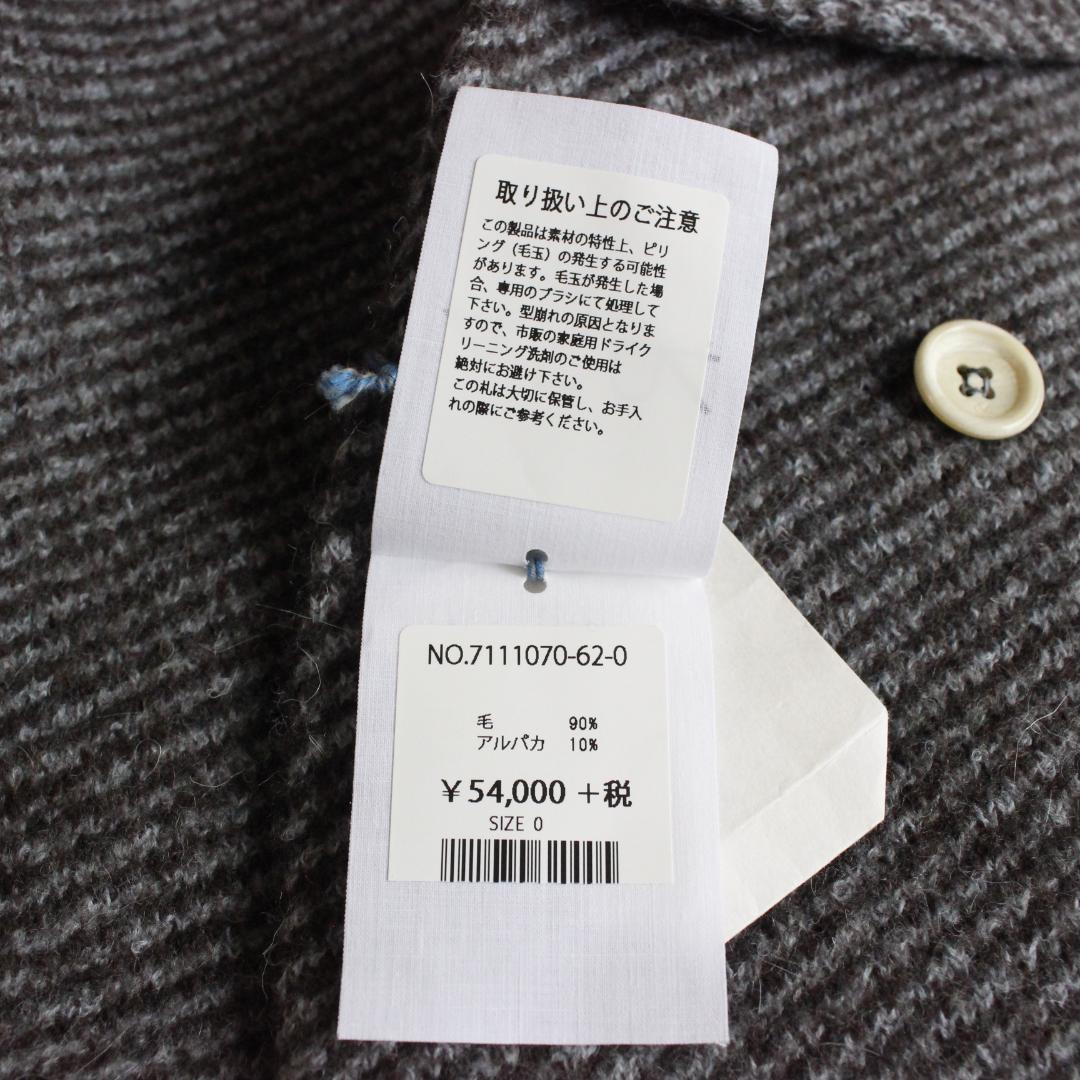 取り扱い上のご注意
この製品は素材の特性上、ピリ
ング（毛玉）の発生する可能性
があります。毛玉が発生した場
合、専用のブラシにて処理して
下さい。型崩れの原因となりま
すので、市販の家庭用ドライク
リーニング洗剤のご使用は
絶対にお避け下さい。
この札は大切に保管し、お手入
れの際にご参考ください。
NO.7111070-62-0
毛 90%
アルパカ 10%
￥54,000 ＋税
SIZE 0